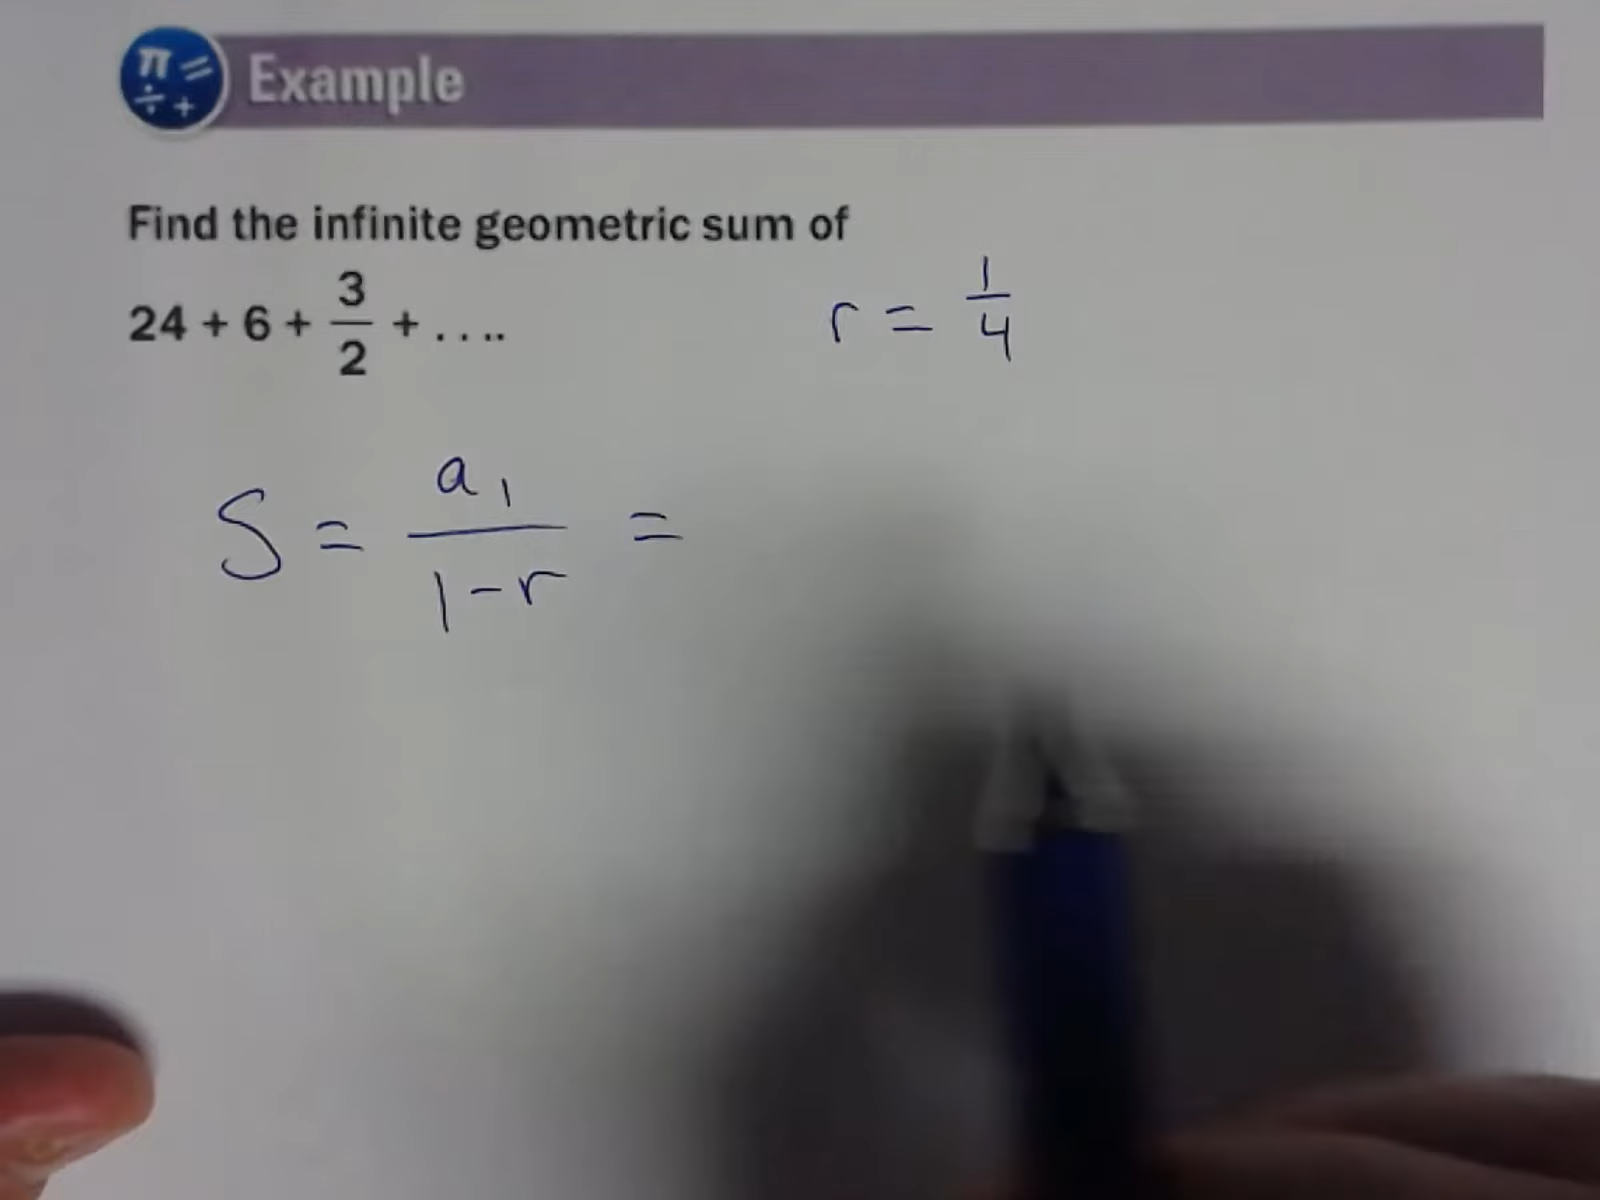 π = ÷ +
Example
Find the infinite geometric sum of
24 + 6 + 3/2 + ....
r = 1/4
S = a₁/(1-r) =